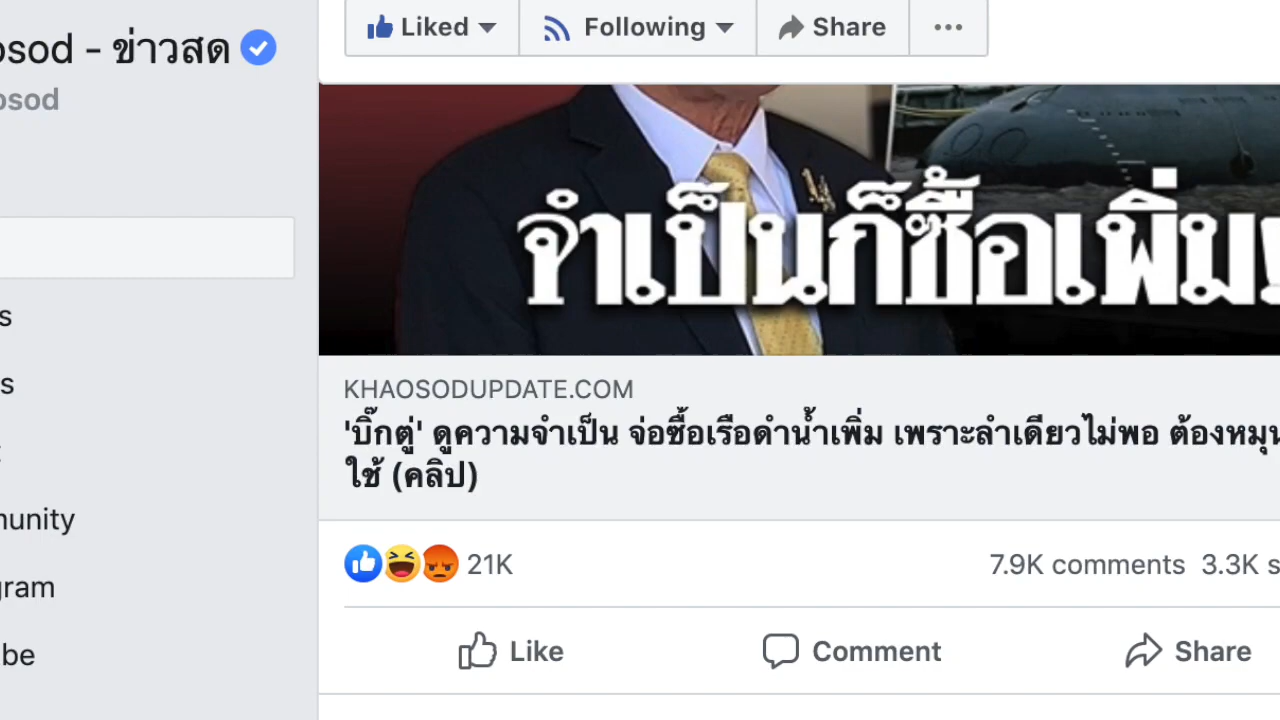 Liked
Following
Share
osod - ข่าวสด
osod
จำเป็นก็ซื้อเพิ่ม!
KHAOSODUPDATE.COM
'บิ๊กตู่' ดูความจำเป็น จ่อซื้อเรือดำน้ำเพิ่ม เพราะลำเดียวไม่พอ ต้องหมุน
ใช้ (คลิป)
s
s
munity
gram
be
21K
7.9K comments 3.3K s
Like
Comment
Share